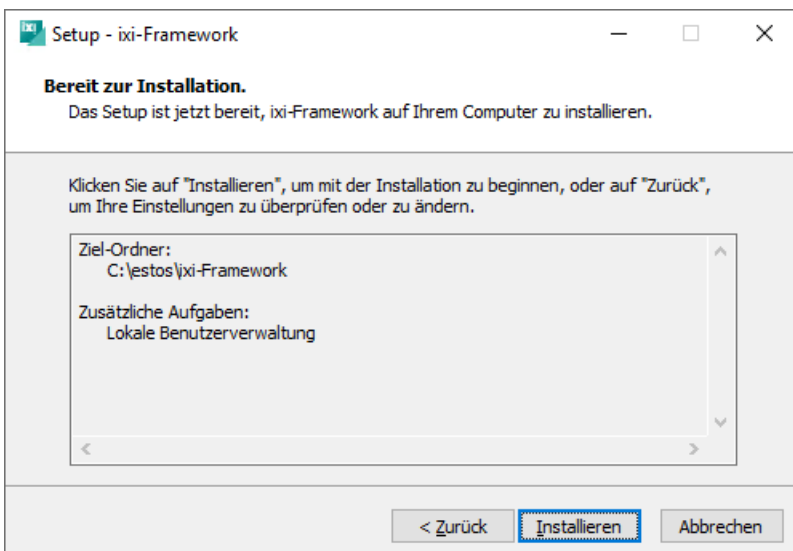 ixi
Setup - ixi-Framework
Bereit zur Installation.
Das Setup ist jetzt bereit, ixi-Framework auf Ihrem Computer zu installieren.
Klicken Sie auf "Installieren", um mit der Installation zu beginnen, oder auf "Zurück",
um Ihre Einstellungen zu überprüfen oder zu ändern.
Ziel-Ordner:
C:\estos\ixi-Framework
Zusätzliche Aufgaben:
Lokale Benutzerverwaltung
< Zurück
Installieren
Abbrechen